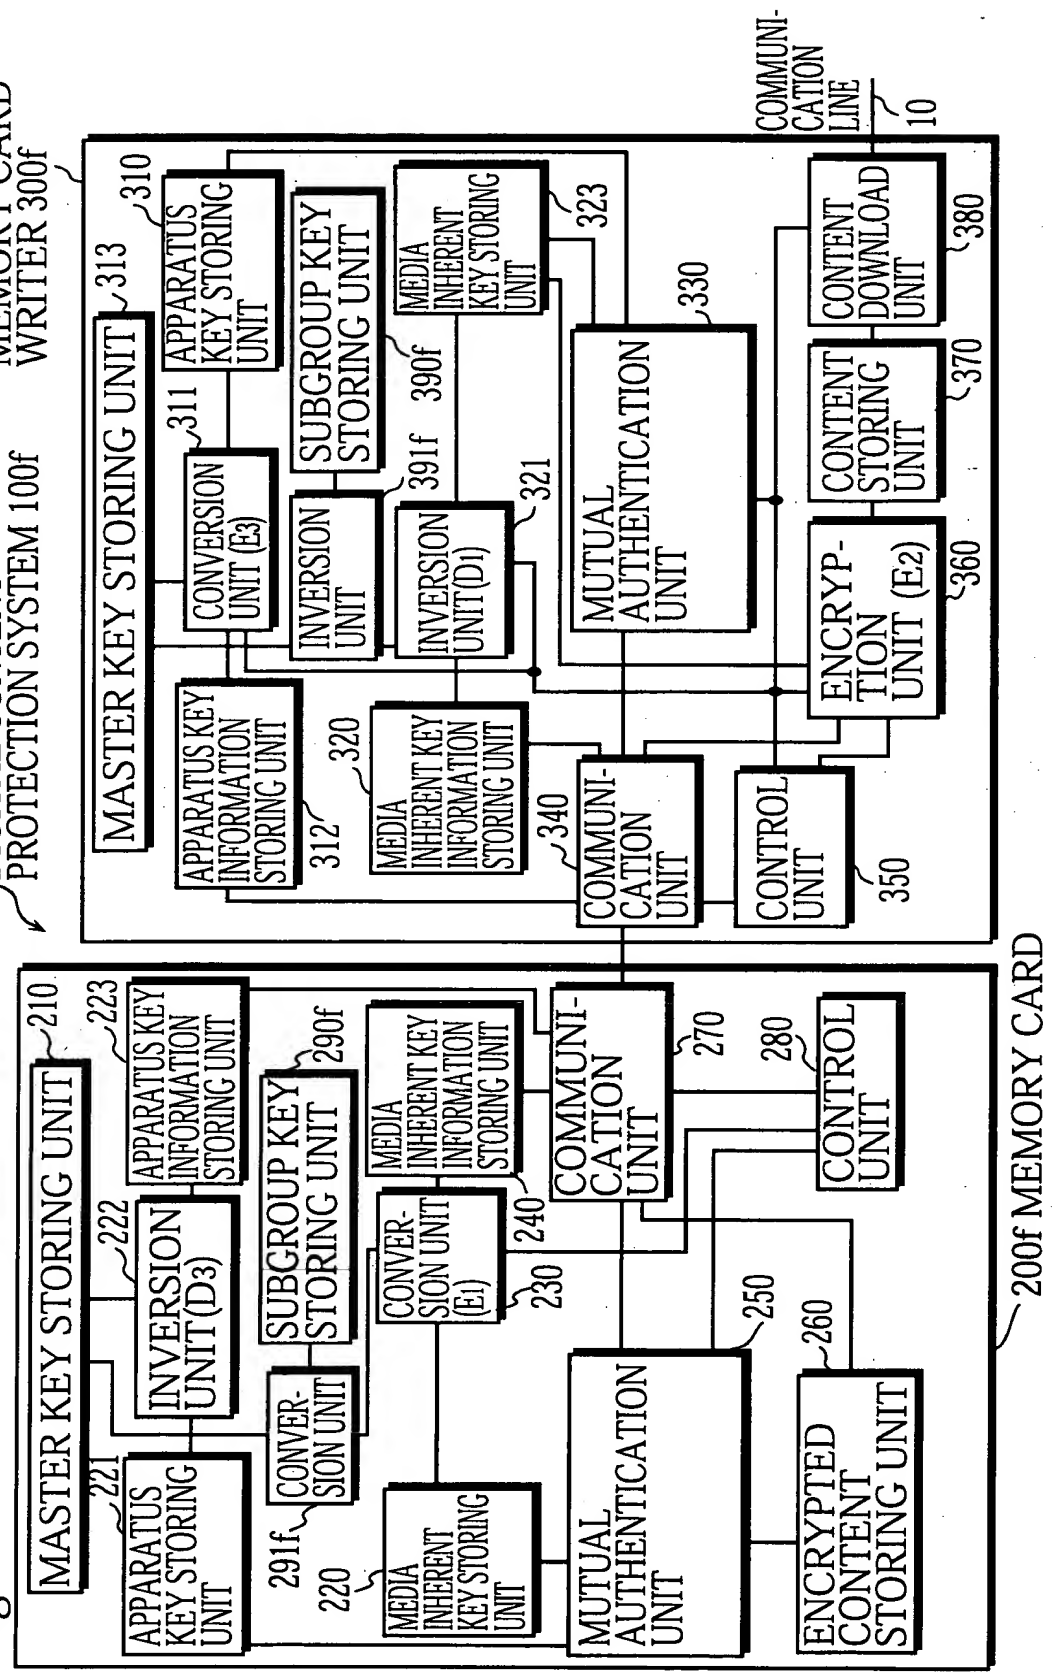 PROTECTION SYSTEM 100f
WRITER 300f
MASTER KEY STORING UNIT
210
APPARATUS
KEY STORING
UNIT
221
INVERSION
UNIT(D3)
222
APPARATUS KEY
INFORMATION
STORING UNIT
223
CONVER-
SION UNIT
291f
SUBGROUP KEY
STORING UNIT
290f
MEDIA
INHERENT
KEY STORING
UNIT
220
CONVER-
SION UNIT
(E1)
230
MEDIA
INHERENT KEY
INFORMATION
STORING UNIT
240
MUTUAL
AUTHENTICATION
UNIT
250
COMMUNI-
CATION
UNIT
270
ENCRYPTED
CONTENT
STORING UNIT
260
CONTROL
UNIT
280
200f MEMORY CARD
MASTER KEY STORING UNIT
313
APPARATUS KEY
INFORMATION
STORING UNIT
312
CONVERSION
UNIT (E3)
311
APPARATUS
KEY STORING
UNIT
310
INVERSION
UNIT
391f
SUBGROUP KEY
STORING UNIT
390f
MEDIA
INHERENT KEY
INFORMATION
STORING UNIT
320
INVERSION
UNIT(D1)
321
MEDIA
INHERENT
KEY STORING
UNIT
323
COMMUNI-
CATION
UNIT
340
MUTUAL
AUTHENTICATION
UNIT
330
CONTROL
UNIT
350
ENCRYP-
TION
UNIT (E2)
360
CONTENT
STORING
UNIT
370
CONTENT
DOWNLOAD
UNIT
380
COMMUNI-
CATION
LINE
10